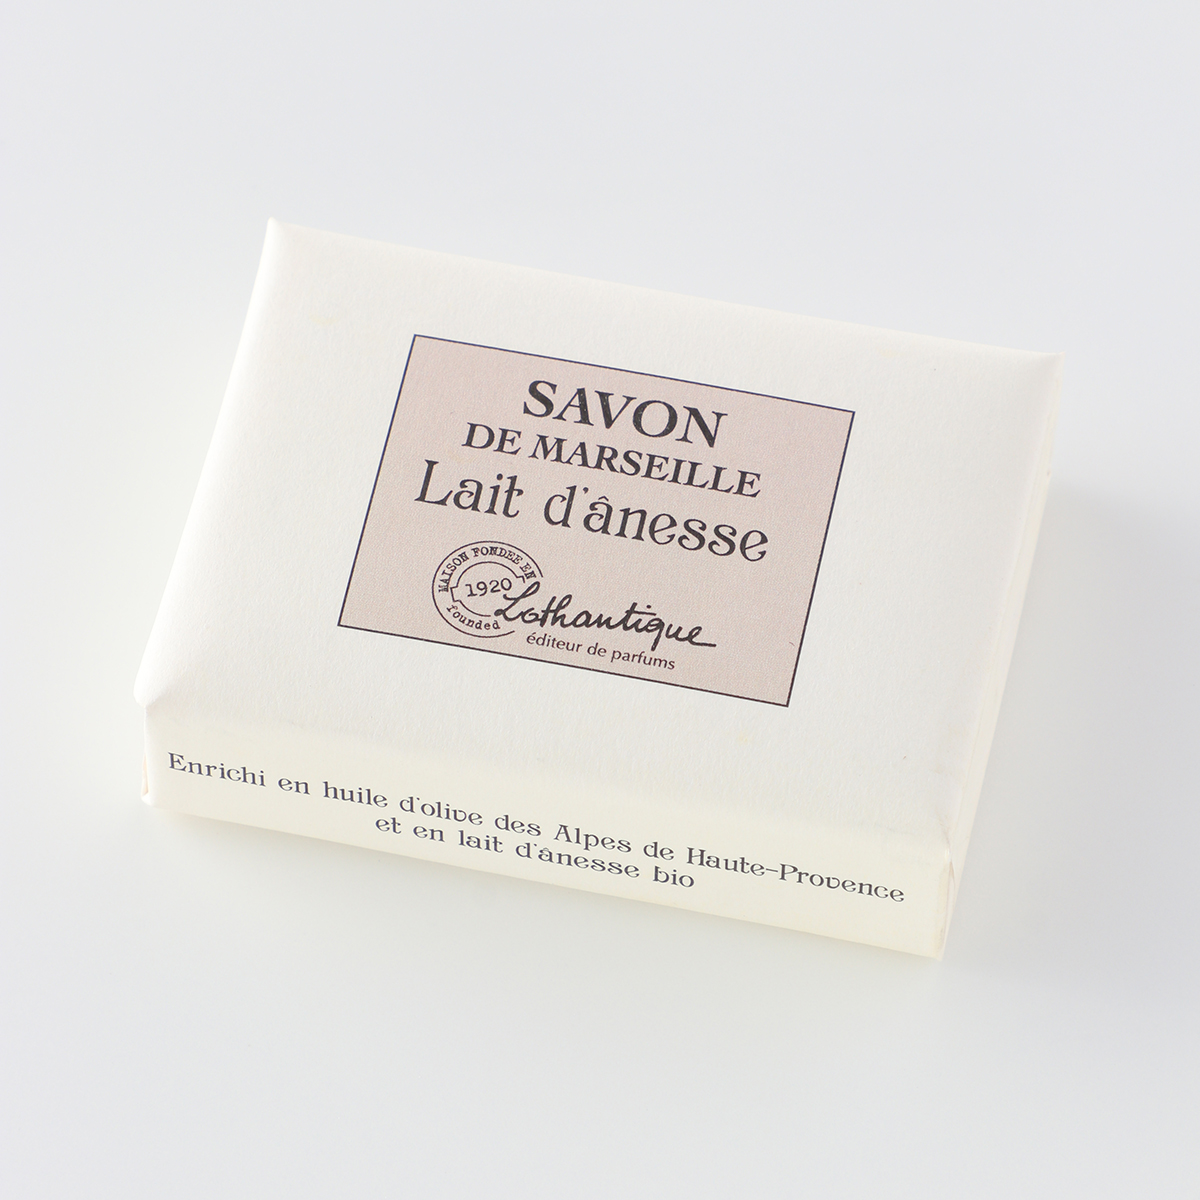 SAVON
DE MARSEILLE
Lait d'ânesse
MAISON FONDEE EN
1920
founded
Lothantique
éditeur de parfums
Enrichi en huile d'olive des Alpes de Haute-Provence
et en lait d'ânesse bio